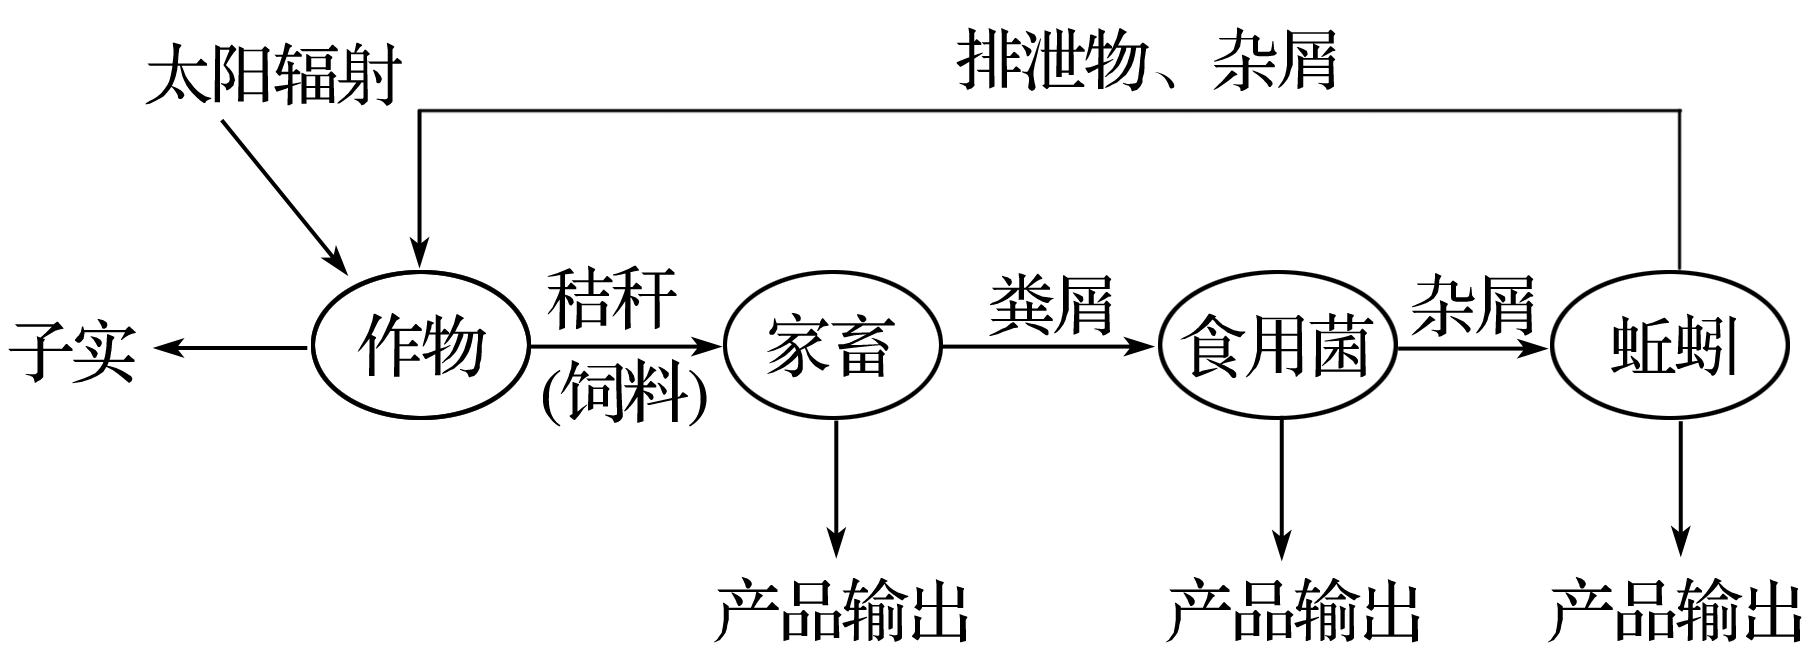 太阳辐射
排泄物、杂屑
子实
作物
秸秆
(饲料)
家畜
粪屑
食用菌
杂屑
蚯蚓
产品输出
产品输出
产品输出